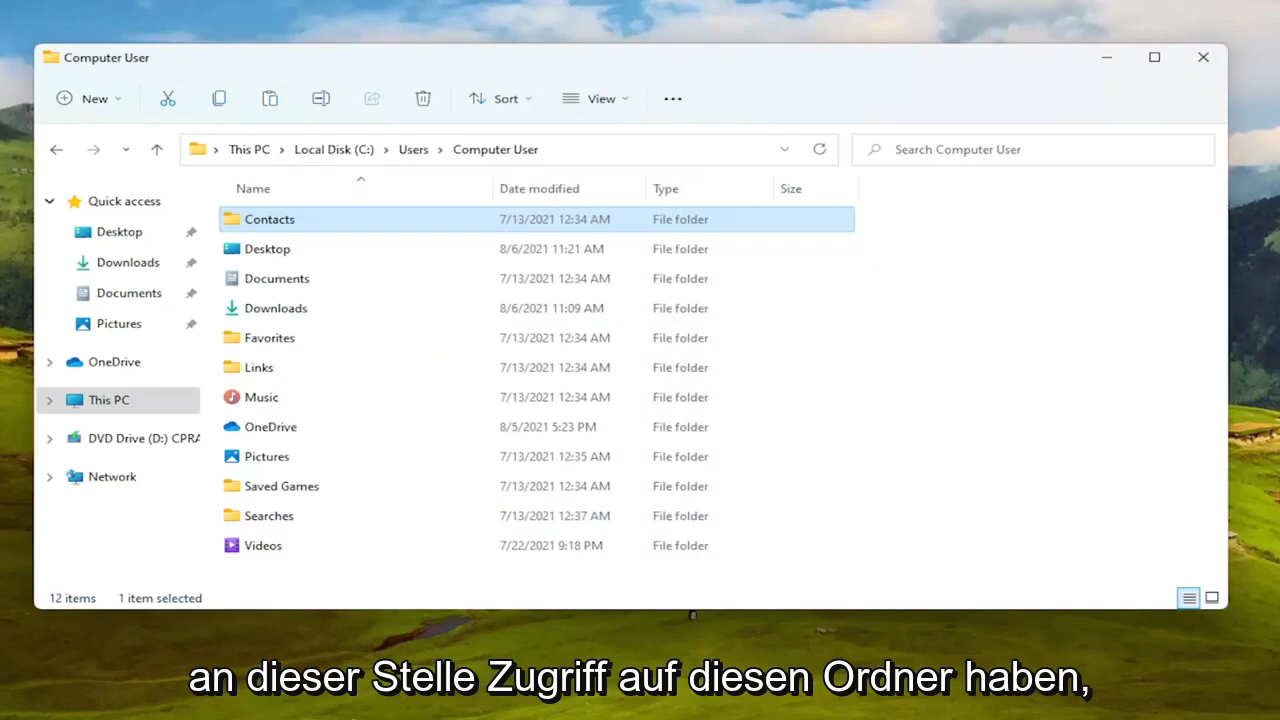 Computer User
New
Sort
View
This PC > Local Disk (C:) > Users > Computer User
Search Computer User
Name Date modified Type Size
Quick access
Desktop
Downloads
Documents
Pictures
OneDrive
This PC
DVD Drive (D:) CPRA
Network
Contacts 7/13/2021 12:34 AM File folder
Desktop 8/6/2021 11:21 AM File folder
Documents 7/13/2021 12:34 AM File folder
Downloads 8/6/2021 11:09 AM File folder
Favorites 7/13/2021 12:34 AM File folder
Links 7/13/2021 12:34 AM File folder
Music 7/13/2021 12:34 AM File folder
OneDrive 8/5/2021 5:23 PM File folder
Pictures 7/13/2021 12:35 AM File folder
Saved Games 7/13/2021 12:34 AM File folder
Searches 7/13/2021 12:37 AM File folder
Videos 7/22/2021 9:18 PM File folder
12 items 1 item selected
an dieser Stelle Zugriff auf diesen Ordner haben,